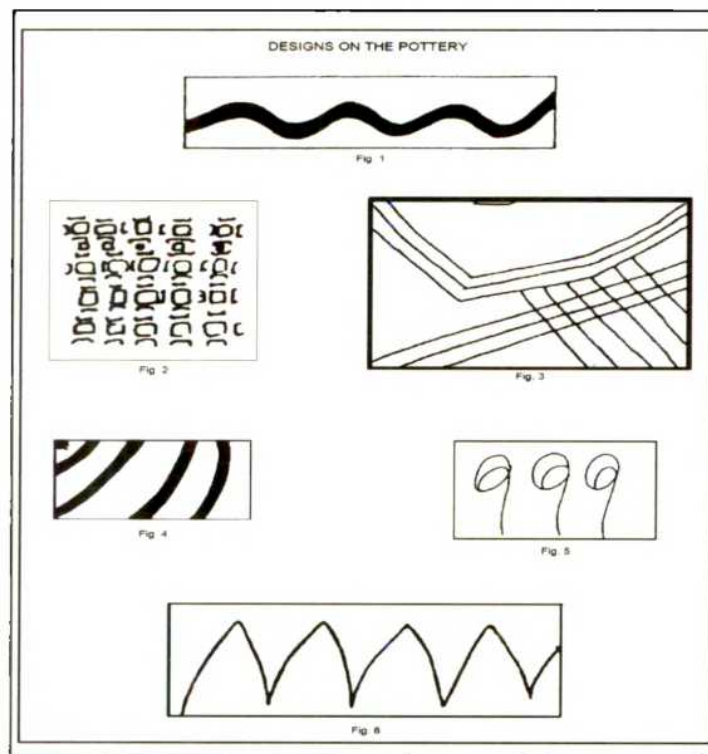 DESIGNS ON THE POTTERY
Fig. 1
Fig. 2
Fig. 3
Fig. 4
Fig. 5
Fig. 6